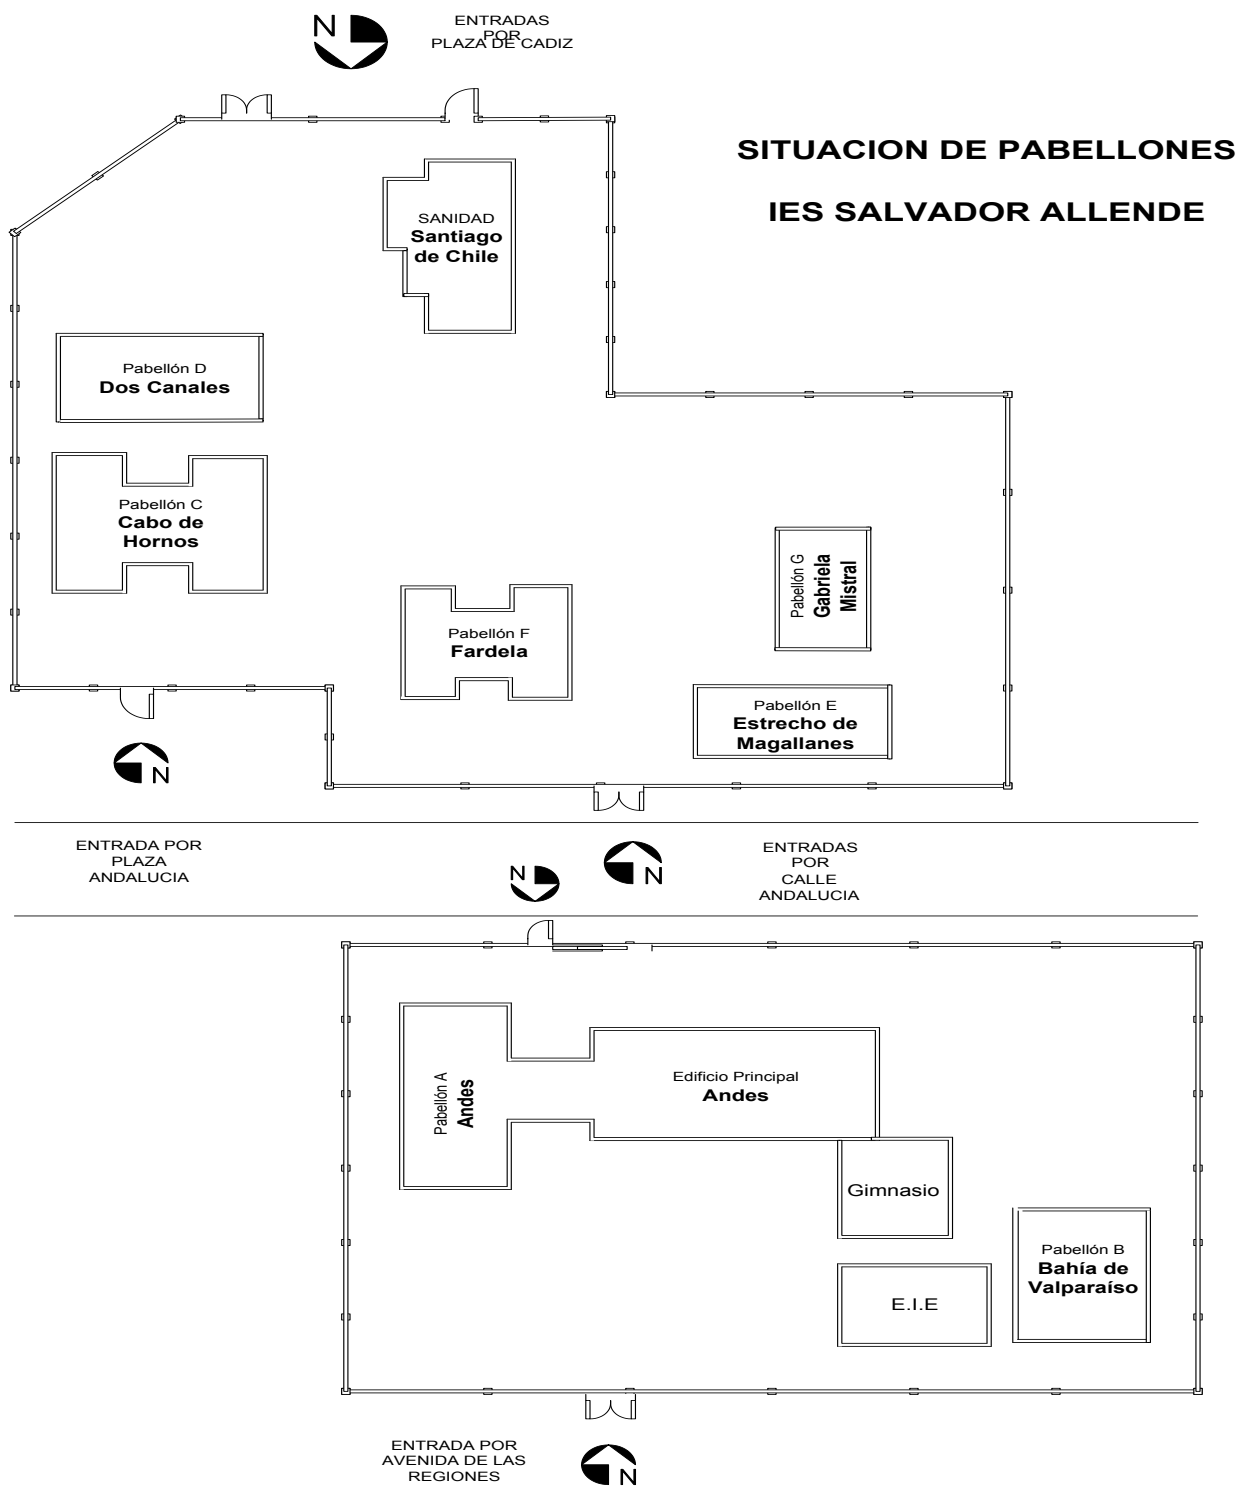 N
ENTRADAS
POR
PLAZA DE CADIZ
SITUACION DE PABELLONES
IES SALVADOR ALLENDE
SANIDAD
Santiago
de Chile
Pabellón D
Dos Canales
Pabellón C
Cabo de
Hornos
Pabellón F
Fardela
Pabellón G
Gabriela
Mistral
Pabellón E
Estrecho de
Magallanes
N
ENTRADA POR
PLAZA
ANDALUCIA
N
N
ENTRADAS
POR
CALLE
ANDALUCIA
Pabellón A
Andes
Edificio Principal
Andes
Gimnasio
E.I.E
Pabellón B
Bahía de
Valparaíso
ENTRADA POR
AVENIDA DE LAS
REGIONES
N